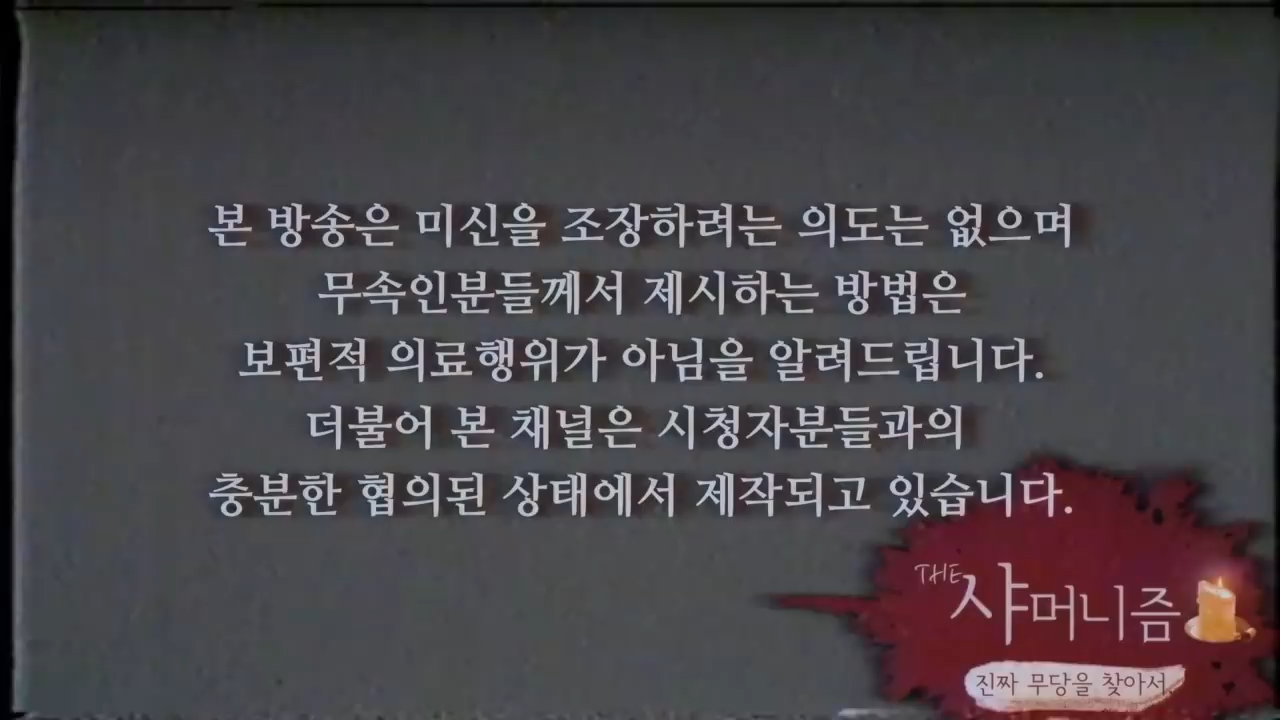 본 방송은 미신을 조장하려는 의도는 없으며
무속인분들께서 제시하는 방법은
보편적 의료행위가 아님을 알려드립니다.
더불어 본 채널은 시청자분들과의
충분한 협의된 상태에서 제작되고 있습니다.
THE 샤머니즘
진짜 무당을 찾아서